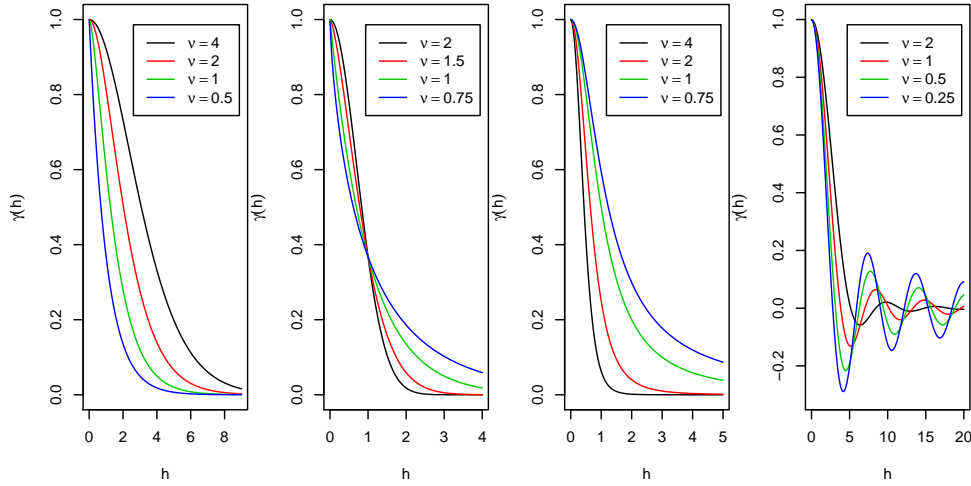 γ(h)
0.0 0.2 0.4 0.6 0.8 1.0
ν = 4
ν = 2
ν = 1
ν = 0.5
0 2 4 6 8
h
γ(h)
0.0 0.2 0.4 0.6 0.8 1.0
ν = 2
ν = 1.5
ν = 1
ν = 0.75
0 1 2 3 4
h
γ(h)
0.0 0.2 0.4 0.6 0.8 1.0
ν = 4
ν = 2
ν = 1
ν = 0.75
0 1 2 3 4 5
h
γ(h)
-0.2 0.0 0.2 0.4 0.6 0.8 1.0
ν = 2
ν = 1
ν = 0.5
ν = 0.25
0 5 10 15 20
h